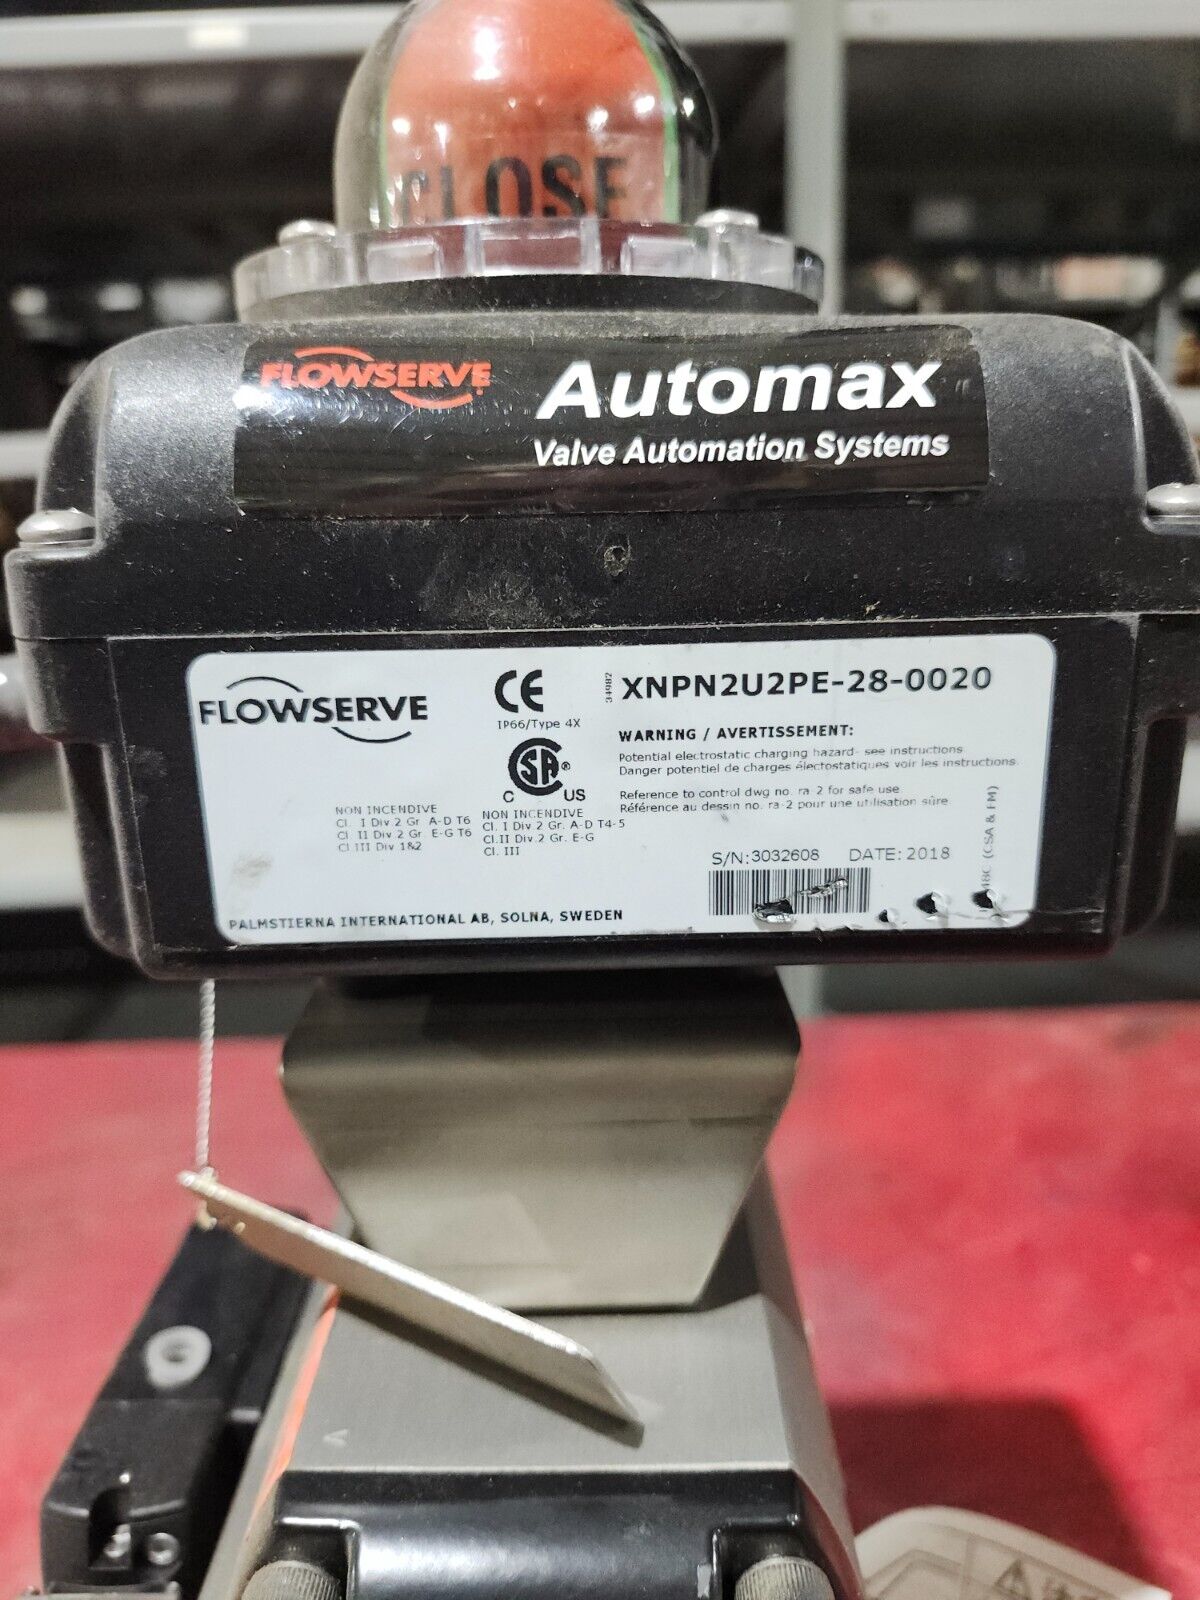 CLOSE
FLOWSERVE
Automax
Valve Automation Systems
FLOWSERVE
CE
IP66/Type 4X
34982
XNPN2U2PE-28-0020
WARNING / AVERTISSEMENT:
Potential electrostatic charging hazard- see instructions
Danger potentiel de charges électostatiques voir les instructions.
SA®
C US
Reference to control dwg no. ra-2 for safe use
Référence au dessin no. ra-2 pour une utilisation sûre
NON INCENDIVE
Cl. I Div 2 Gr. A-D T6
Cl. II Div 2 Gr. E-G T6
Cl III Div 1&2
NON INCENDIVE
Cl. I Div.2 Gr. A-D T4-5
Cl.II Div.2 Gr. E-G
Cl. III
S/N:3032608 DATE: 2018
48C (CSA & FM)
PALMSTIERNA INTERNATIONAL AB, SOLNA, SWEDEN